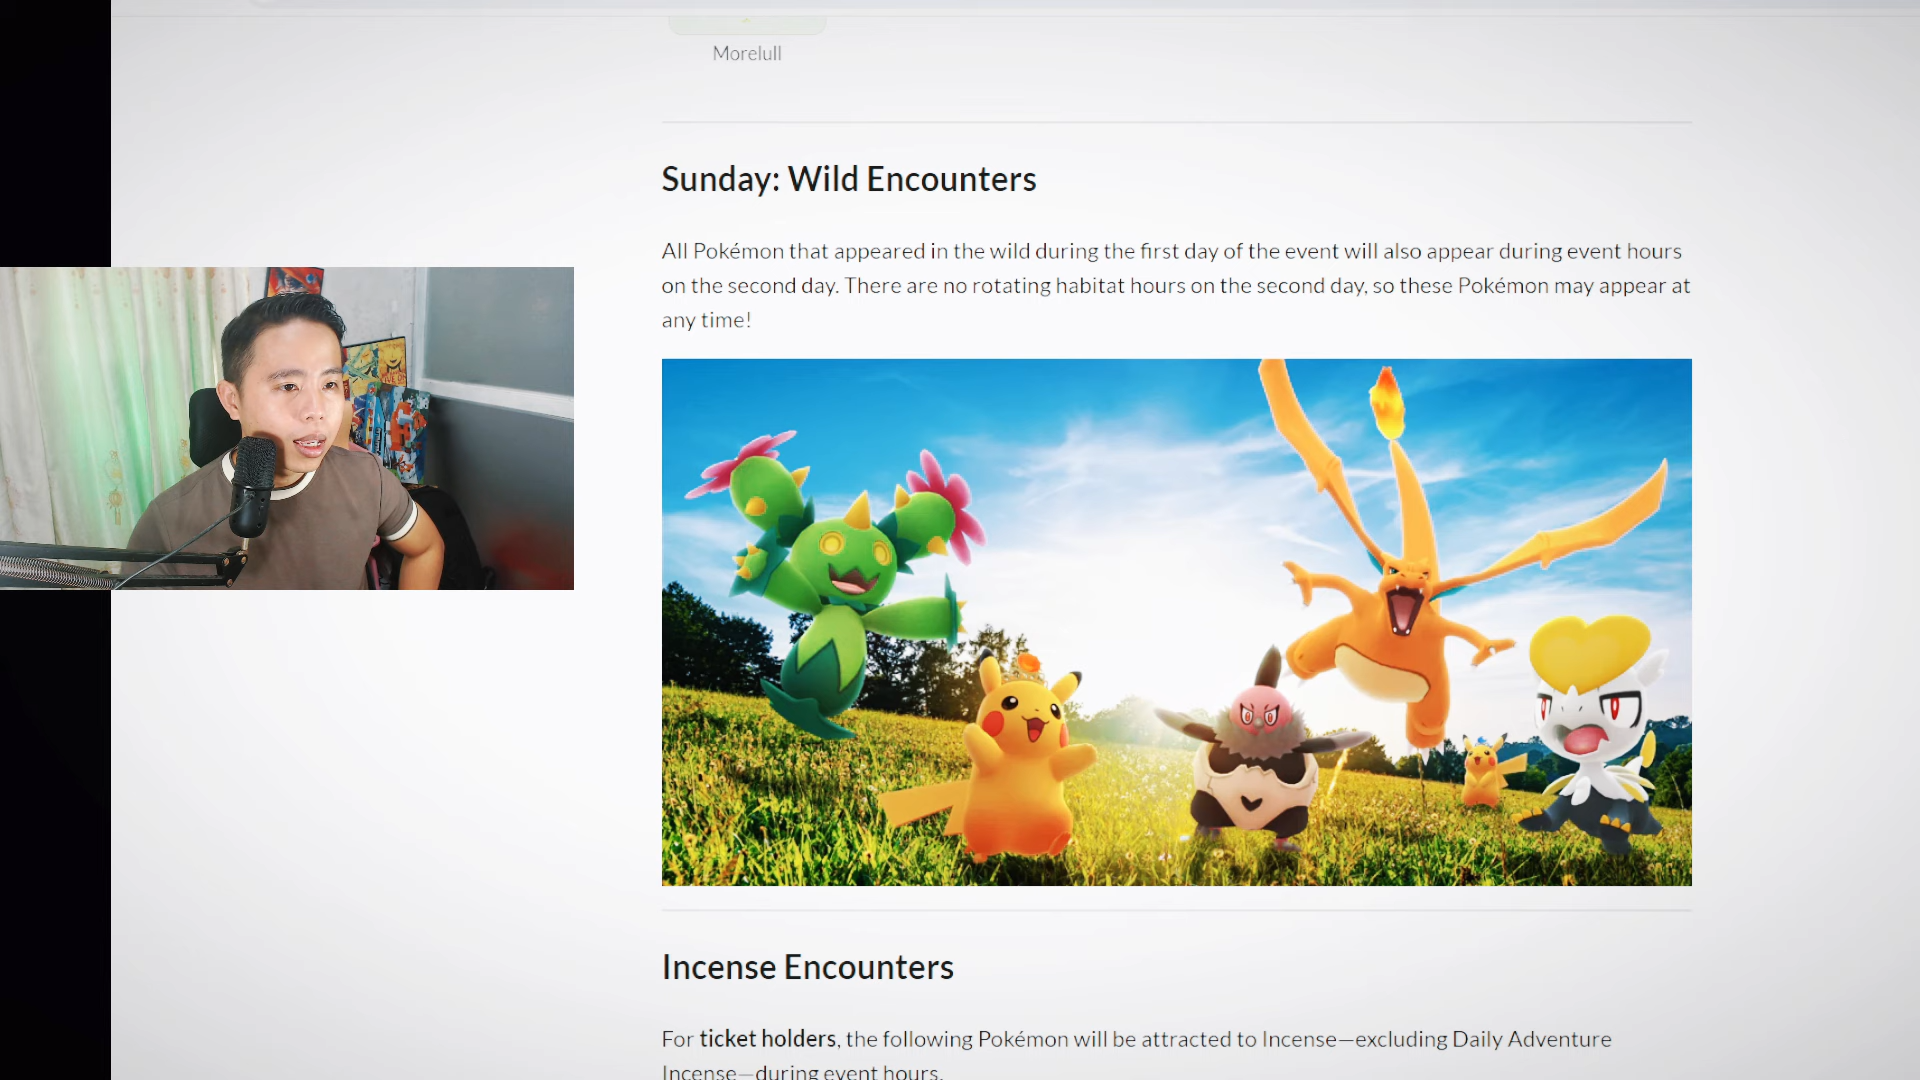 Morelull
Sunday: Wild Encounters
All Pokémon that appeared in the wild during the first day of the event will also appear during event hours
on the second day. There are no rotating habitat hours on the second day, so these Pokémon may appear at
any time!
Incense Encounters
For ticket holders, the following Pokémon will be attracted to Incense—excluding Daily Adventure
Incense—during event hours.